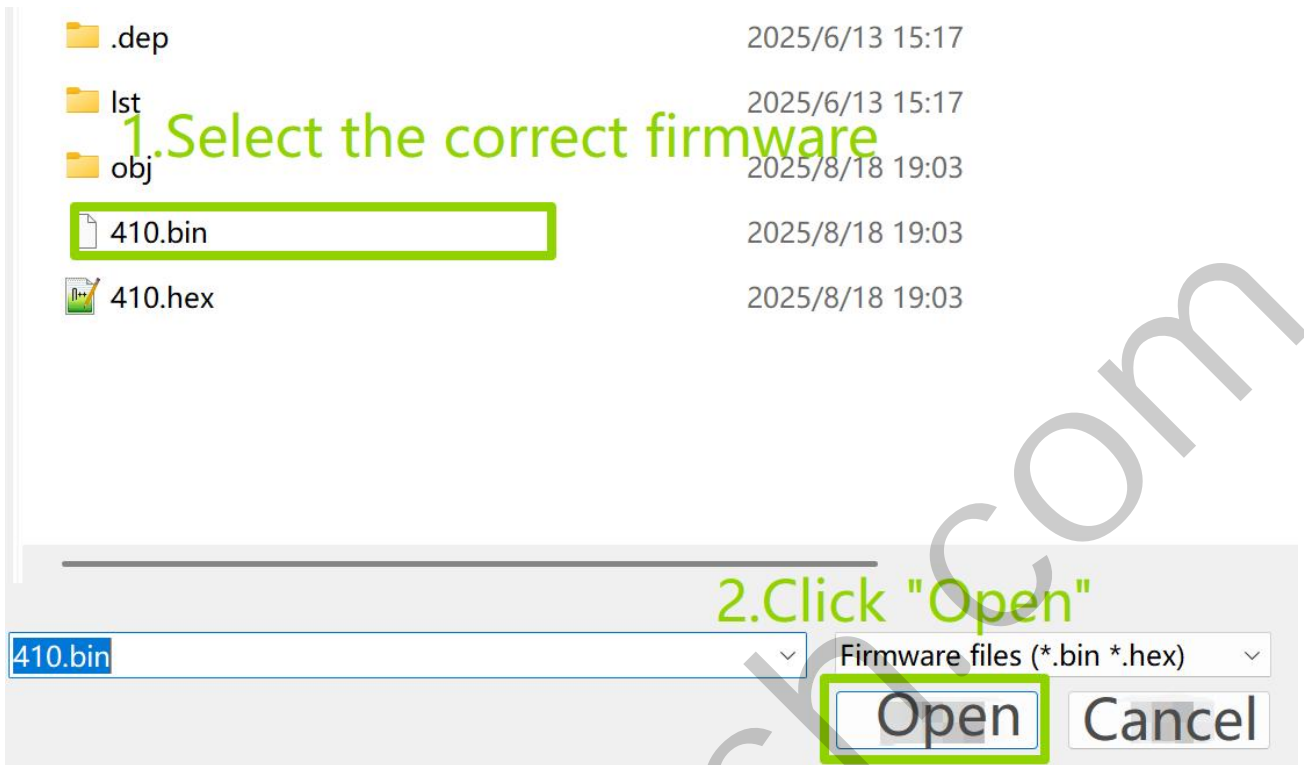 .dep 2025/6/13 15:17
lst 2025/6/13 15:17
1.Select the correct firmware
obj 2025/8/18 19:03
410.bin 2025/8/18 19:03
410.hex 2025/8/18 19:03
2.Click "Open"
410.bin Firmware files (*.bin *.hex)
Open Cancel